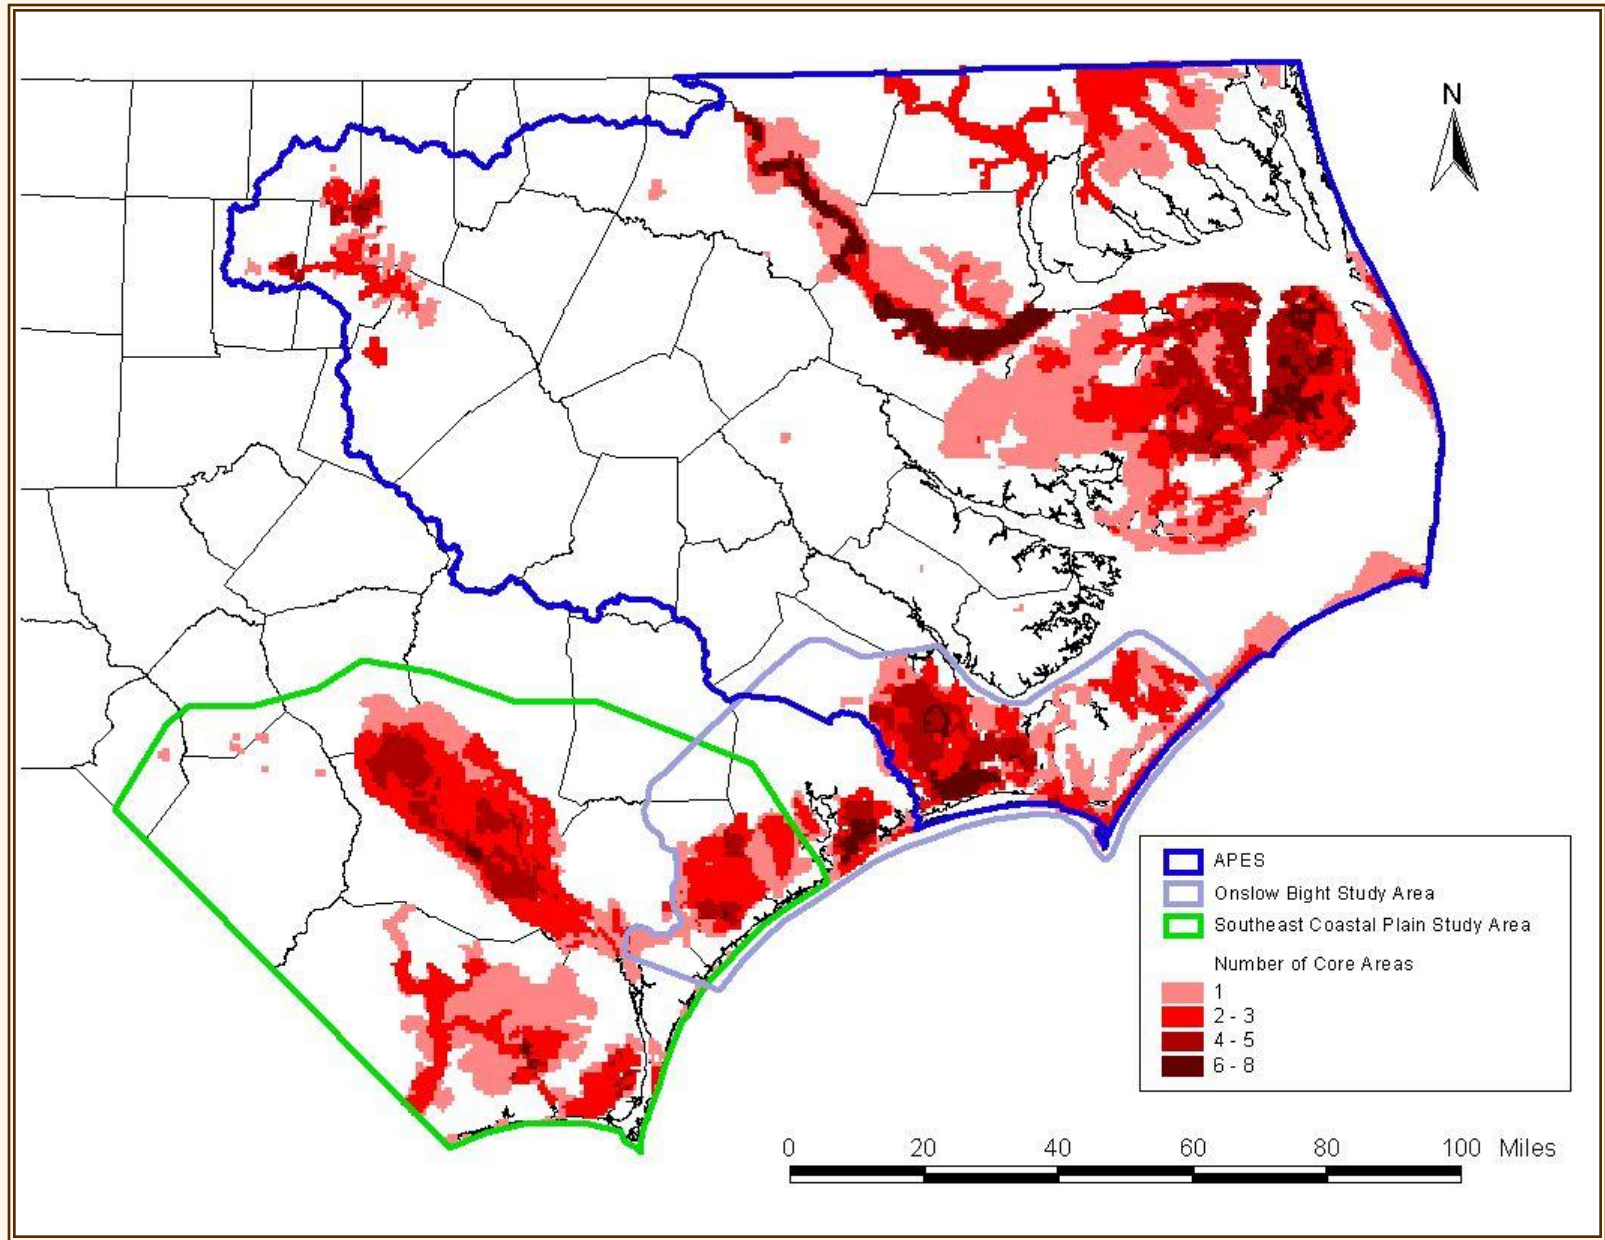 N
APES
Onslow Bight Study Area
Southeast Coastal Plain Study Area
Number of Core Areas
1
2 - 3
4 - 5
6 - 8
0 20 40 60 80 100 Miles